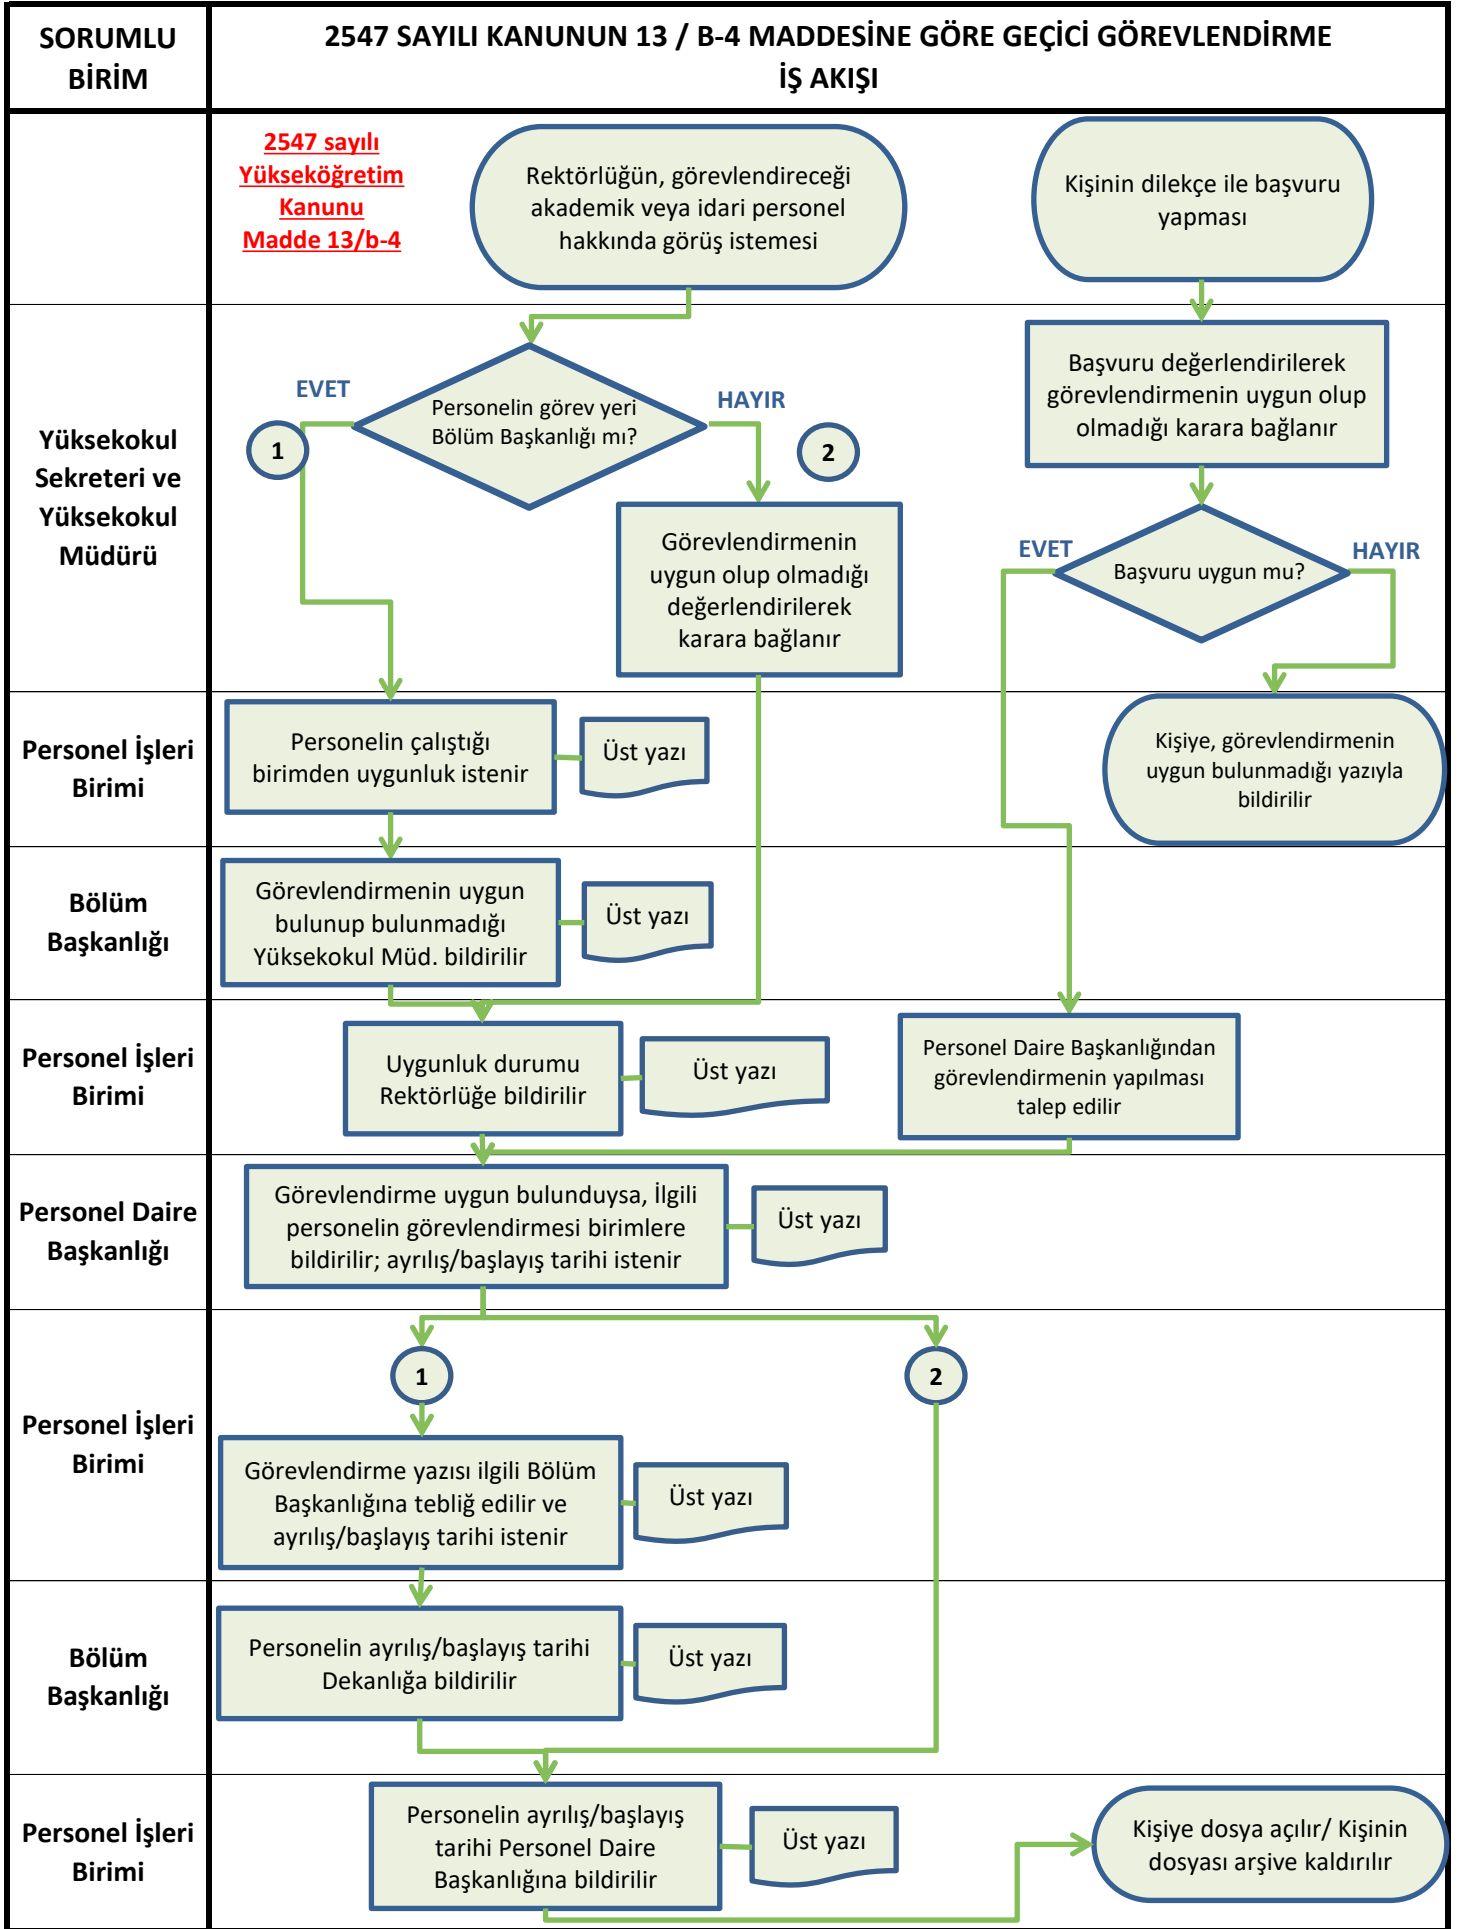 SORUMLU
BİRİM
2547 SAYILI KANUNUN 13 / B-4 MADDESİNE GÖRE GEÇİCİ GÖREVLENDİRME
İŞ AKIŞI
2547 sayılı
Yükseköğretim
Kanunu
Madde 13/b-4
Rektörlüğün, görevlendireceği
akademik veya idari personel
hakkında görüş istemesi
Kişinin dilekçe ile başvuru
yapması
Yüksekokul
Sekreteri ve
Yüksekokul
Müdürü
EVET
Personelin görev yeri
Bölüm Başkanlığı mı?
HAYIR
1
2
Başvuru değerlendirilerek
görevlendirmenin uygun olup
olmadığı karara bağlanır
Görevlendirmenin
uygun olup olmadığı
değerlendirilerek
karara bağlanır
EVET
Başvuru uygun mu?
HAYIR
Personel İşleri
Birimi
Personelin çalıştığı
birimden uygunluk istenir
Üst yazı
Kişiye, görevlendirmenin
uygun bulunmadığı yazıyla
bildirilir
Bölüm
Başkanlığı
Görevlendirmenin uygun
bulunup bulunmadığı
Yüksekokul Müd. bildirilir
Üst yazı
Personel İşleri
Birimi
Uygunluk durumu
Rektörlüğe bildirilir
Üst yazı
Personel Daire Başkanlığından
görevlendirmenin yapılması
talep edilir
Personel Daire
Başkanlığı
Görevlendirme uygun bulunduysa, İlgili
personelin görevlendirmesi birimlere
bildirilir; ayrılış/başlayış tarihi istenir
Üst yazı
Personel İşleri
Birimi
1
2
Görevlendirme yazısı ilgili Bölüm
Başkanlığına tebliğ edilir ve
ayrılış/başlayış tarihi istenir
Üst yazı
Bölüm
Başkanlığı
Personelin ayrılış/başlayış tarihi
Dekanlığa bildirilir
Üst yazı
Personel İşleri
Birimi
Personelin ayrılış/başlayış
tarihi Personel Daire
Başkanlığına bildirilir
Üst yazı
Kişiye dosya açılır/ Kişinin
dosyası arşive kaldırılır